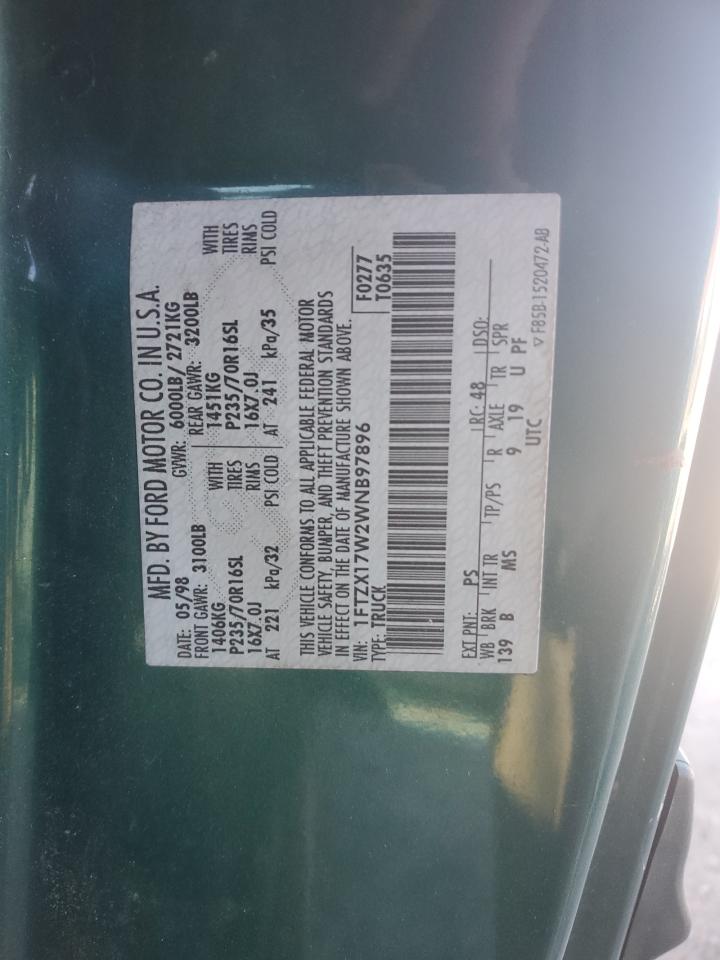 MFD. BY FORD MOTOR CO. IN U.S.A.
DATE: 05/98 GVWR: 6000LB/ 2721KG
FRONT GAWR: 3100LB REAR GAWR: 3200LB
1406KG WITH 1451KG WITH
P235/70R16SL TIRES P235/70R16SL TIRES
16X7.0J RIMS 16X7.0J RIMS
AT 221 kPa/32 PSI COLD AT 241 kPa/35 PSI COLD
THIS VEHICLE CONFORMS TO ALL APPLICABLE FEDERAL MOTOR
VEHICLE SAFETY, BUMPER, AND THEFT PREVENTION STANDARDS
IN EFFECT ON THE DATE OF MANUFACTURE SHOWN ABOVE.
VIN: 1FTZX17W2WNB97896 F0277
TYPE: TRUCK T0635
EXT PNT: PS RC: 48 DSO:
WB BRK INT TR TP/PS R AXLE TR SPR
139 B MS 9 19 U PF
UTC
▽ F85B-1520472-AB